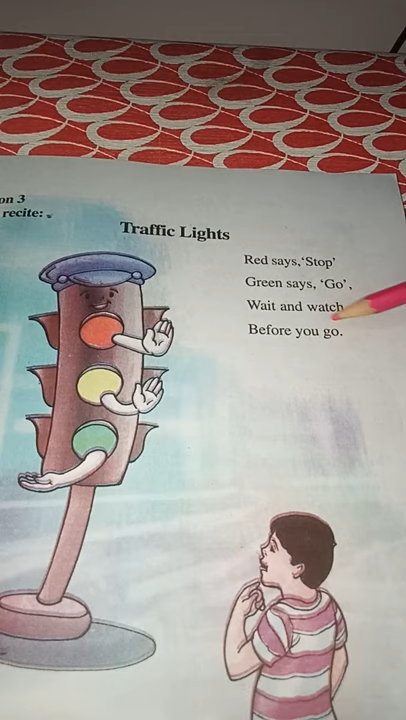 on 3
recite:
Traffic Lights
Red says,‘Stop’
Green says, ‘Go’,
Wait and watch
Before you go.